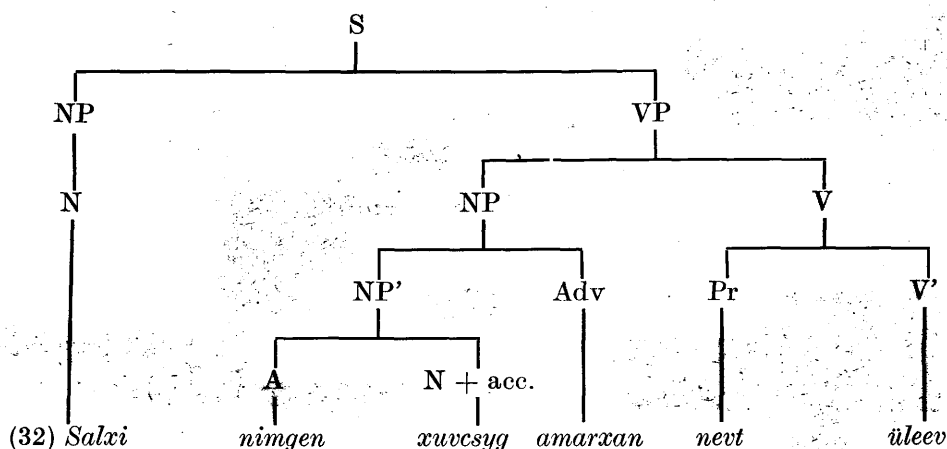 S
NP VP
N NP V
NP' Adv Pr V'
A N + acc.
(32) Salxi nimgen xuvcsyg amarxan nevt üleev